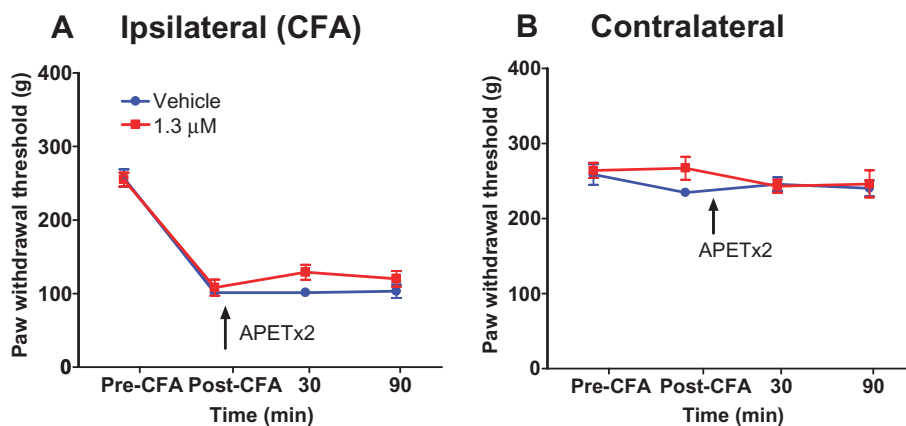 A Ipsilateral (CFA)
Paw withdrawal threshold (g)
400
300
200
100
0
Vehicle
1.3 μM
APETx2
Pre-CFA Post-CFA 30 90
Time (min)
B Contralateral
Paw withdrawal threshold (g)
400
300
200
100
0
APETx2
Pre-CFA Post-CFA 30 90
Time (min)